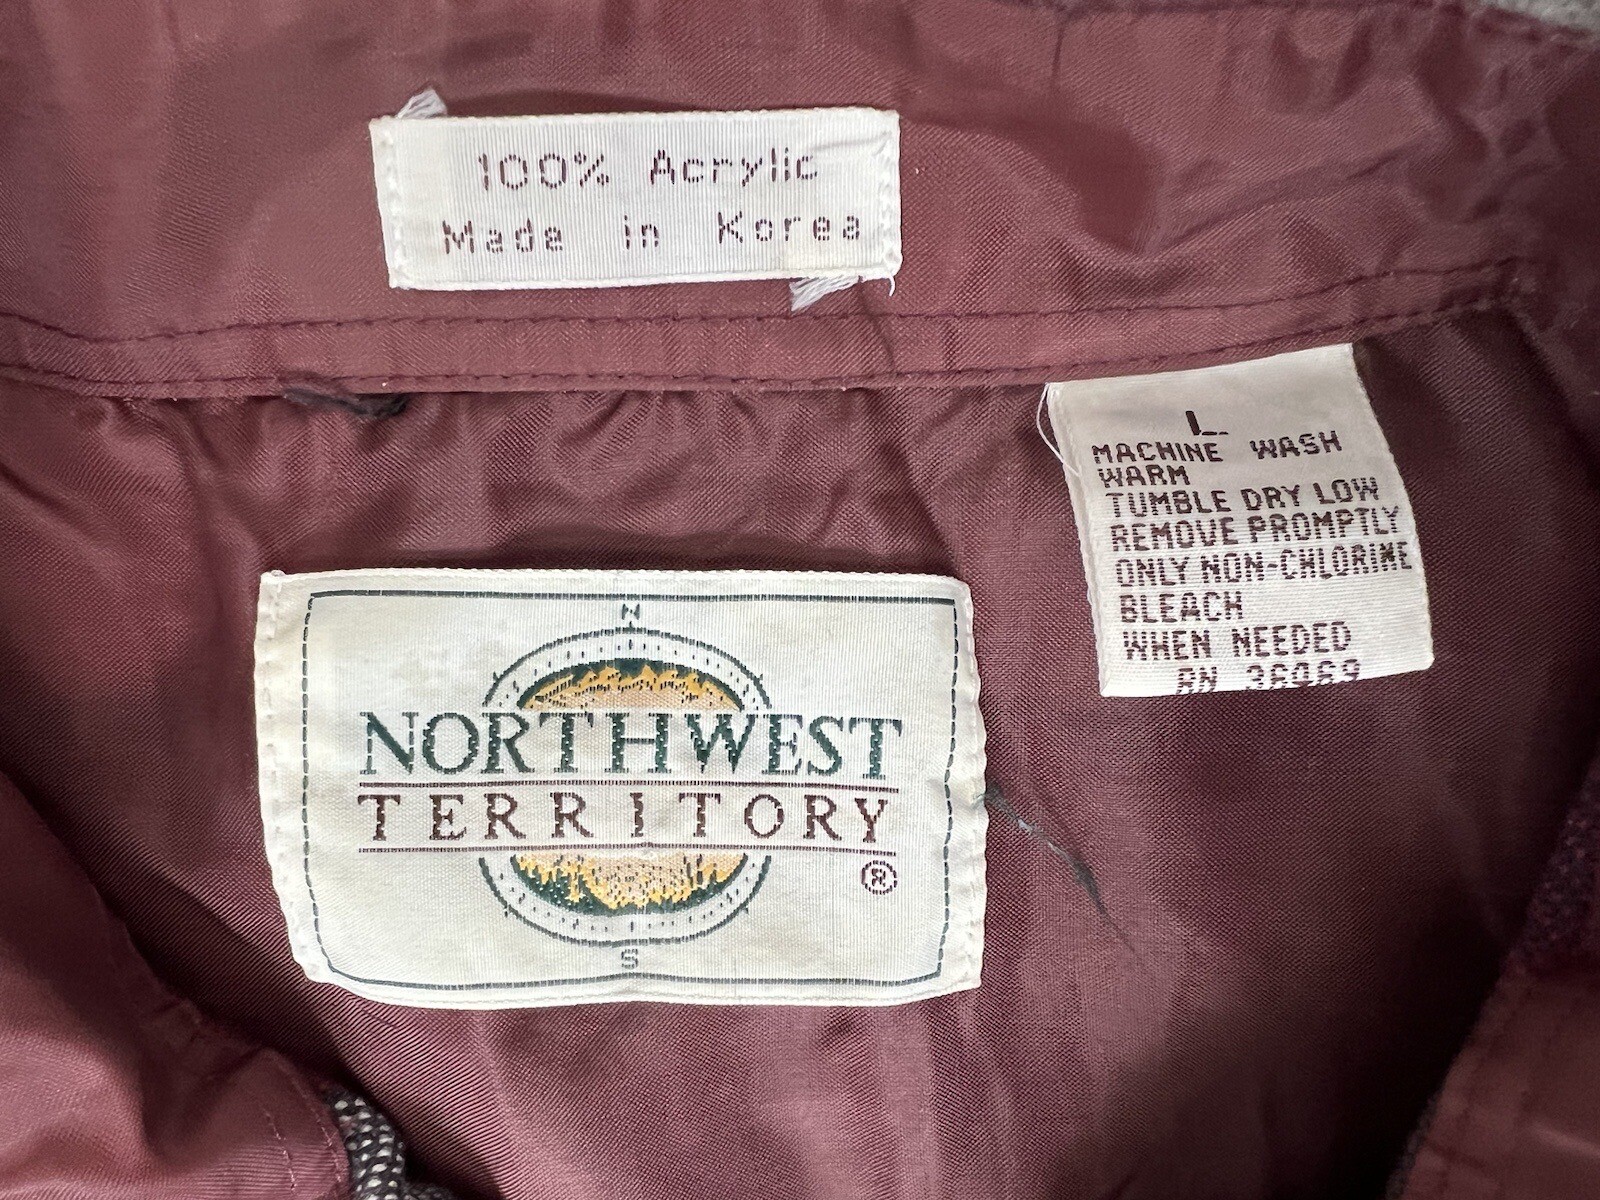 100% Acrylic
Made in Korea
L
MACHINE WASH
WARM
TUMBLE DRY LOW
REMOVE PROMPTLY
ONLY NON-CHLORINE
BLEACH
WHEN NEEDED
RN
N
NORTHWEST
TERRITORY
®
S